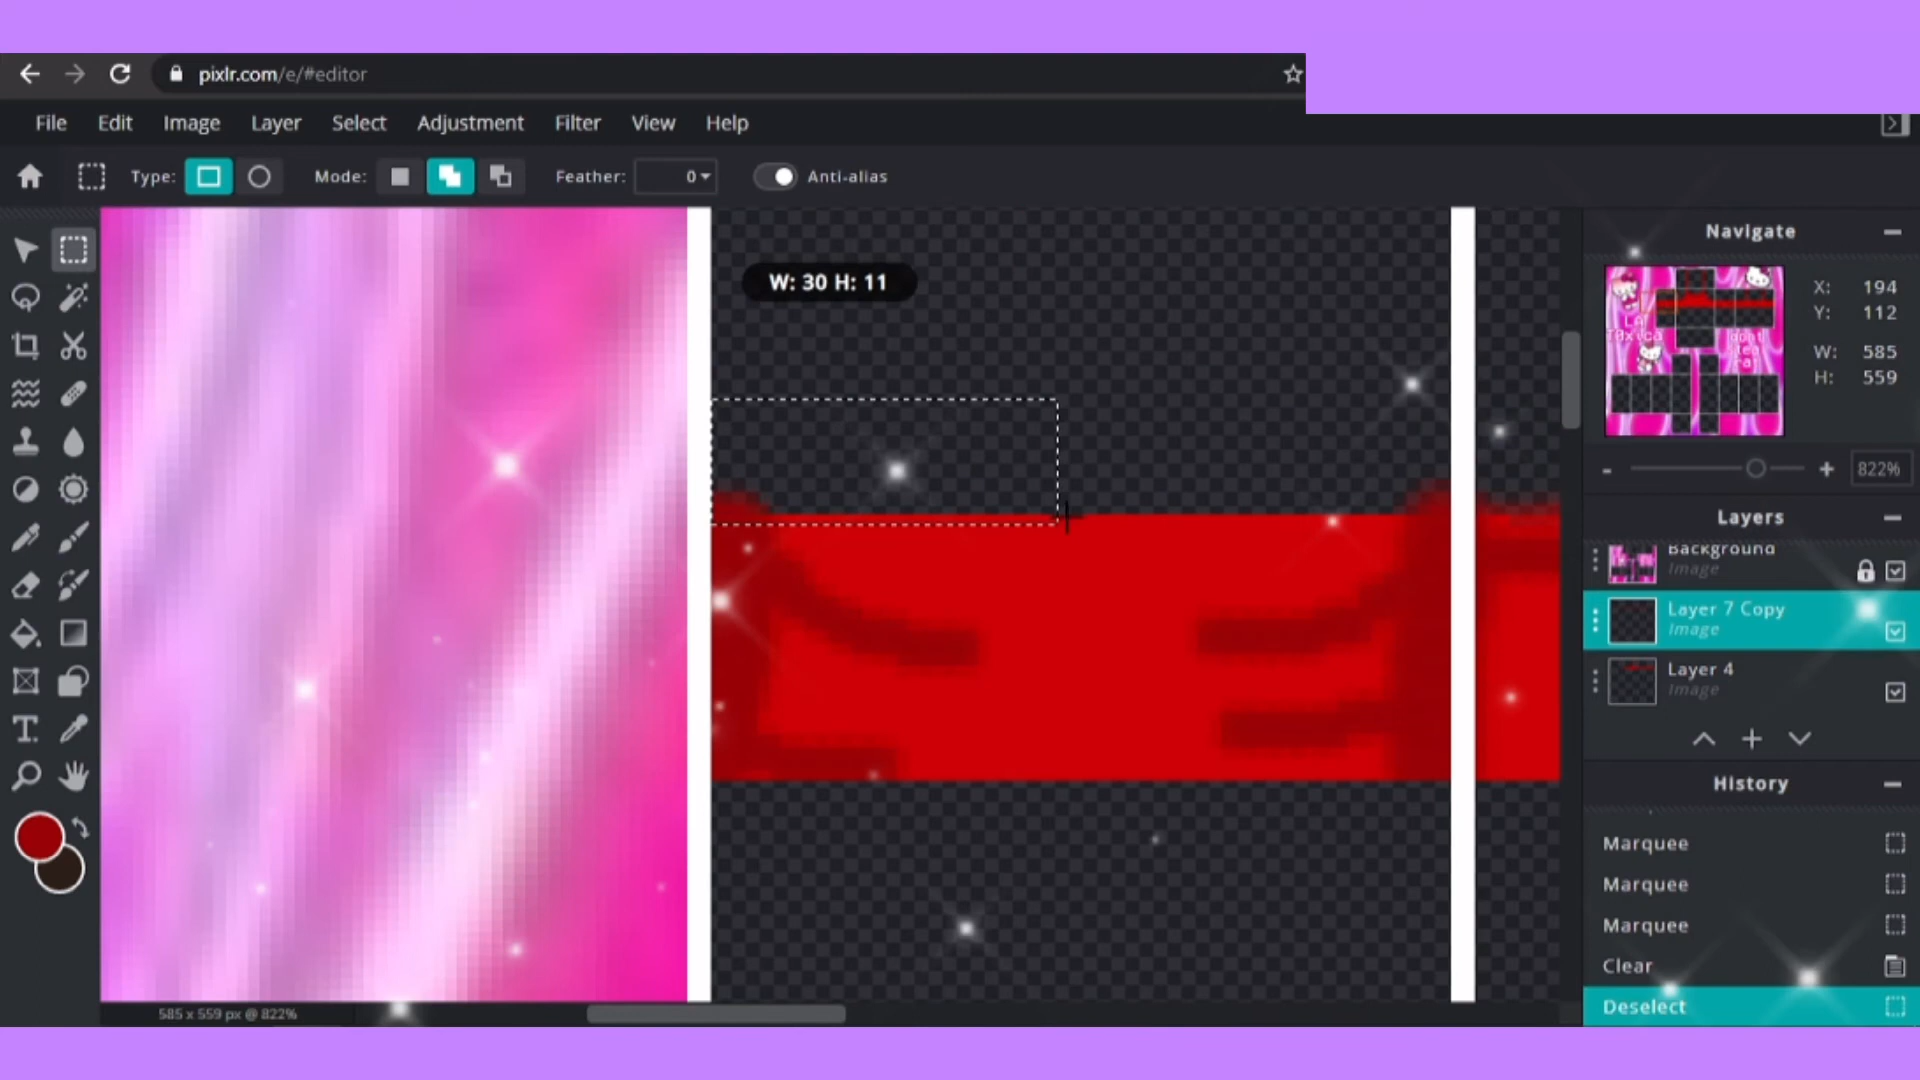 pixlr.com/e/#editor
File Edit Image Layer Select Adjustment Filter View Help
Type: Mode: Feather: 0 Anti-alias
W: 30 H: 11
Navigate
X: 194
Y: 112
W: 585
H: 559
822%
Layers
Background
Image
Layer 7 Copy
Image
Layer 4
Image
History
Marquee
Marquee
Marquee
Clear
Deselect
585 x 559 px @ 822%